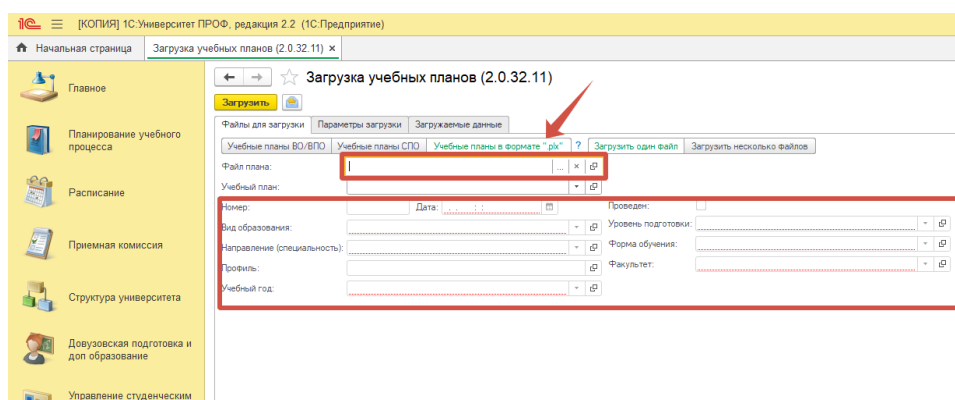 1С [КОПИЯ] 1С:Университет ПРОФ, редакция 2.2 (1С:Предприятие)
Начальная страница Загрузка учебных планов (2.0.32.11) ×
Главное
Планирование учебного
процесса
Расписание
Приемная комиссия
Структура университета
Довузовская подготовка и
доп образование
Управление студенческим
Загрузка учебных планов (2.0.32.11)
Загрузить
Файлы для загрузки Параметры загрузки Загружаемые данные
Учебные планы ВО/ВПО Учебные планы СПО Учебные планы в формате ".plx" ? Загрузить один файл Загрузить несколько файлов
Файл плана: ... ×
Учебный план:
Номер: Дата: . . : : Проведен:
Вид образования: Уровень подготовки:
Направление (специальность): Форма обучения:
Профиль: Факультет:
Учебный год: